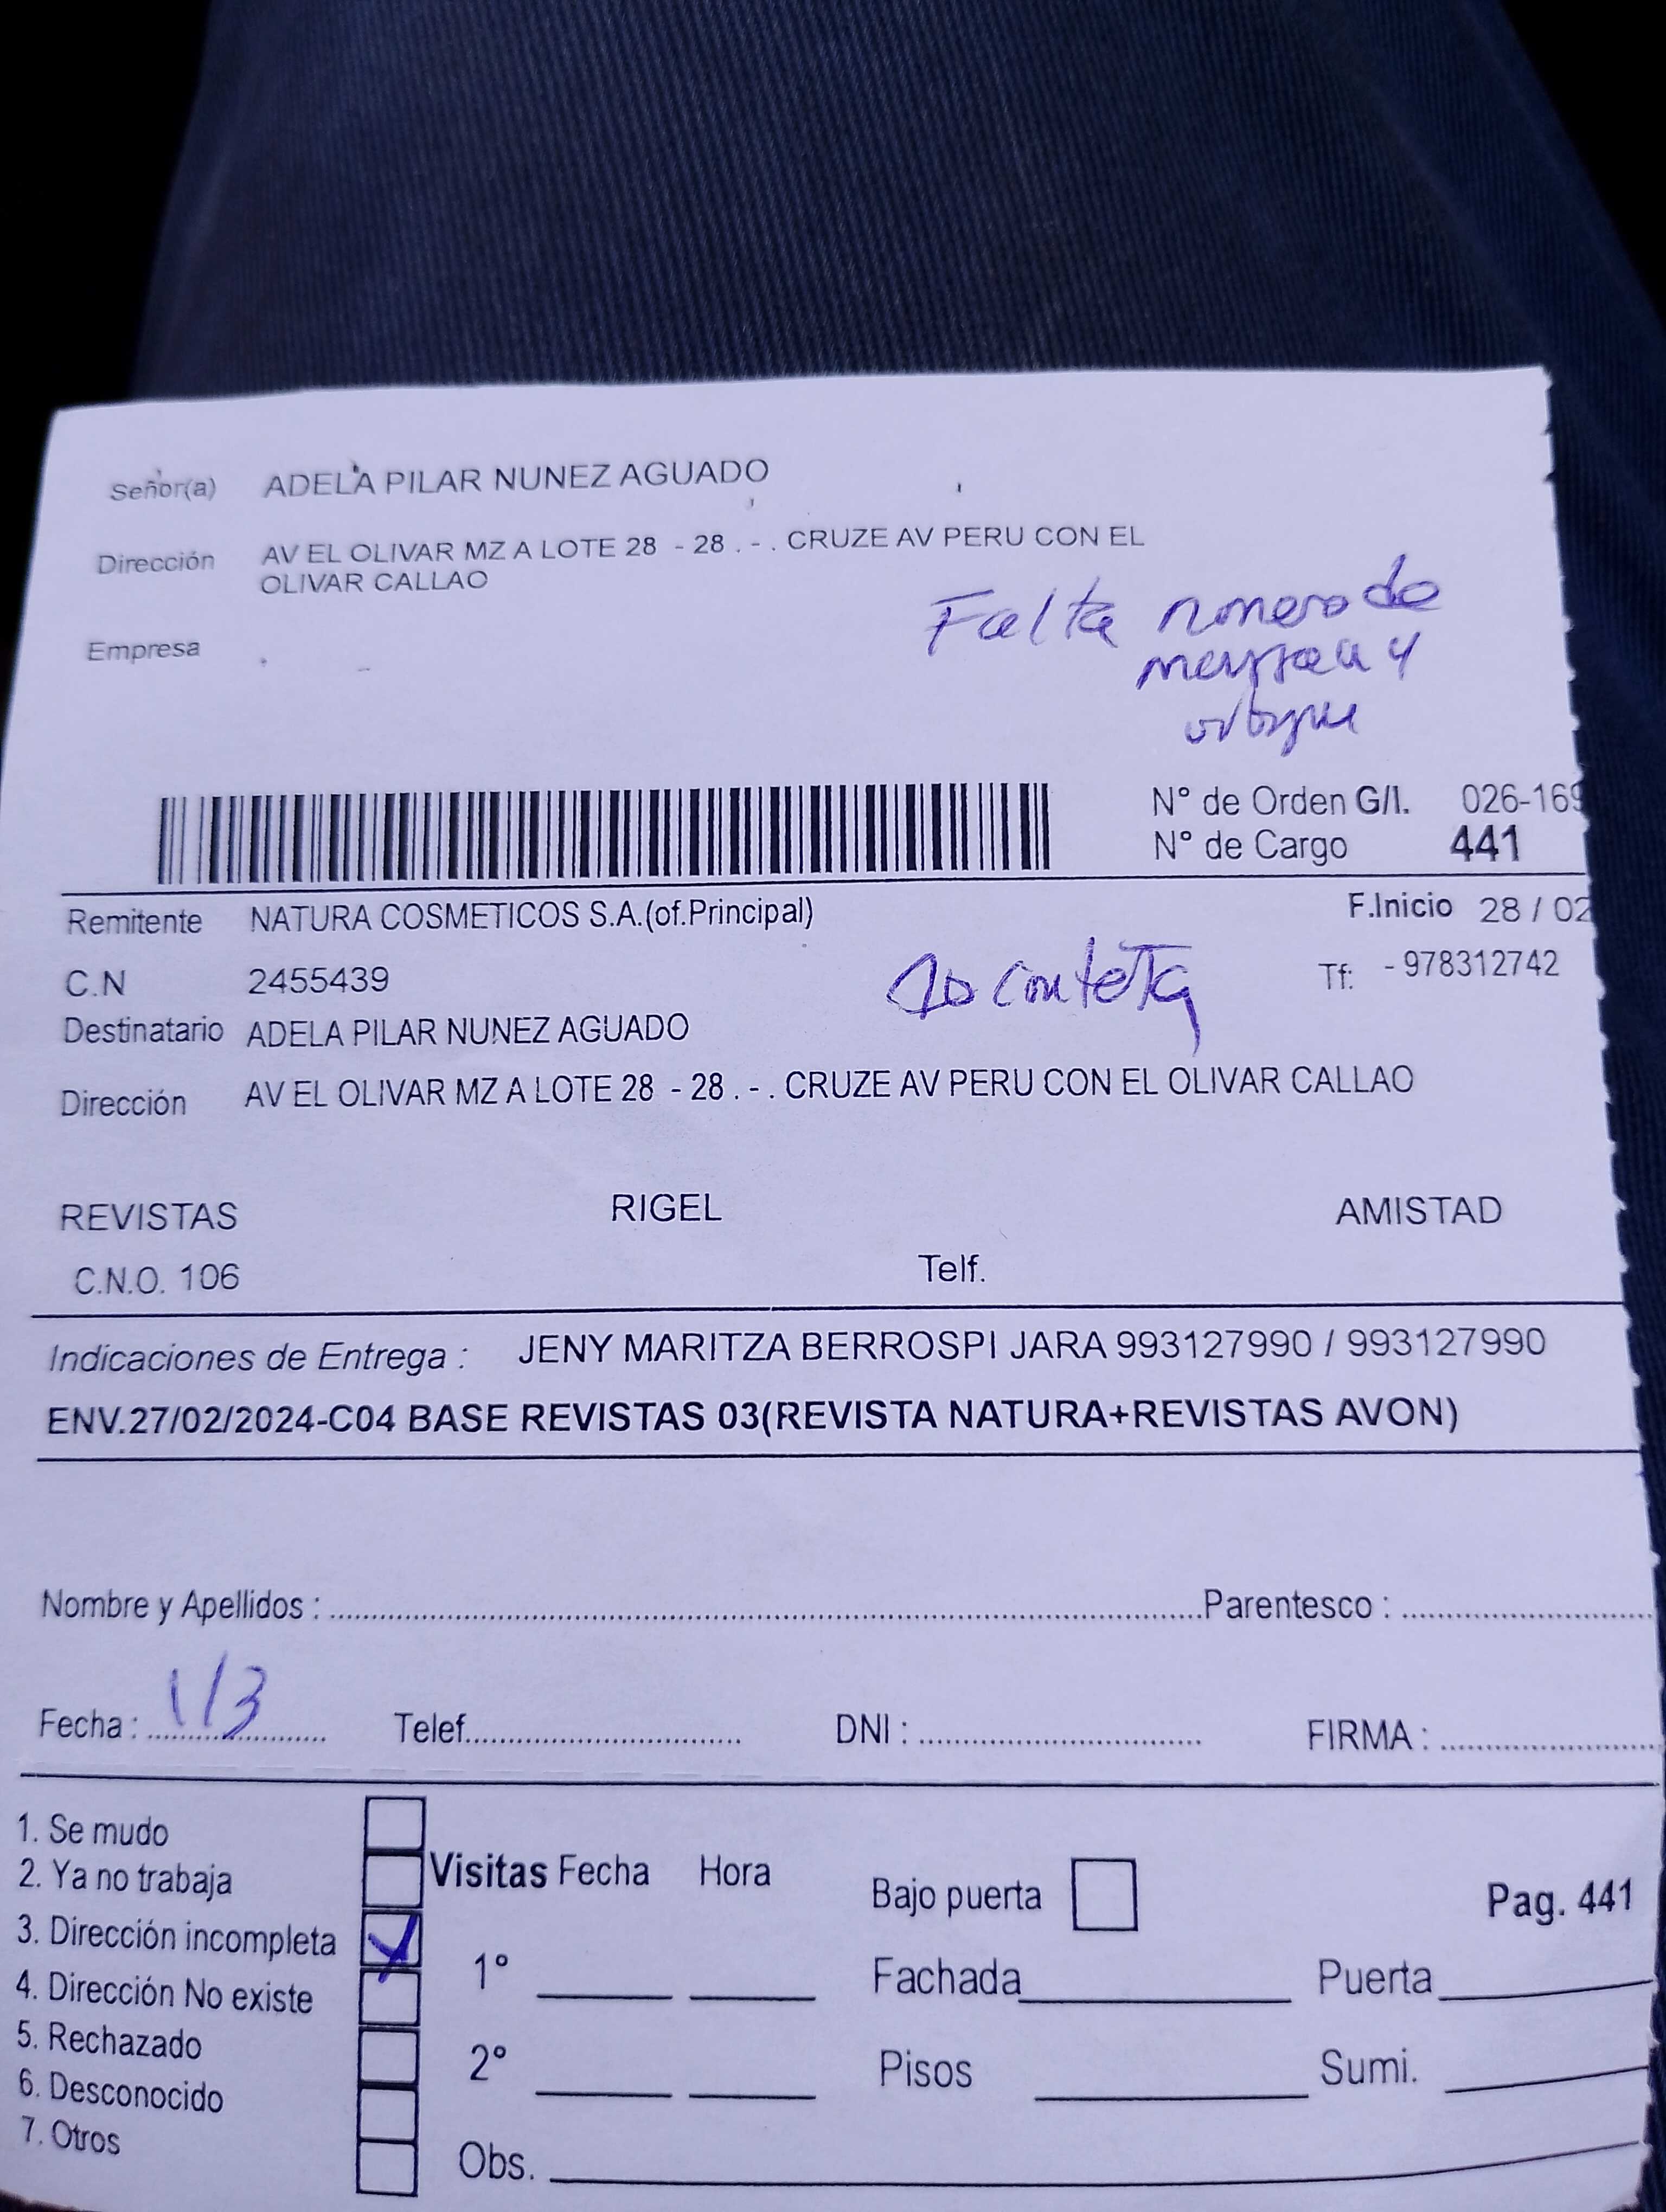 Señor(a) ADELA PILAR NUNEZ AGUADO
Dirección AV EL OLIVAR MZ A LOTE 28 - 28 . - . CRUZE AV PERU CON EL
OLIVAR CALLAO
Empresa . -
Falta numero de
y
N° de Orden G/I. 026-169
N° de Cargo 441
Remitente NATURA COSMETICOS S.A.(of.Principal) F.Inicio 28 / 02
C.N 2455439 No contesta Tf: - 978312742
Destinatario ADELA PILAR NUNEZ AGUADO
Dirección AV EL OLIVAR MZ A LOTE 28 - 28 . - . CRUZE AV PERU CON EL OLIVAR CALLAO
REVISTAS RIGEL AMISTAD
C.N.O. 106 Telf.
Indicaciones de Entrega : JENY MARITZA BERROSPI JARA 993127990 / 993127990
ENV.27/02/2024-C04 BASE REVISTAS 03(REVISTA NATURA+REVISTAS AVON)
Nombre y Apellidos : Parentesco :
Fecha : 1/3 Telef. DNI : FIRMA :
1. Se mudo
2. Ya no trabaja Visitas Fecha Hora Bajo puerta Pag. 441
3. Dirección incompleta
4. Dirección No existe 1° Fachada Puerta
5. Rechazado
6. Desconocido 2° Pisos Sumi.
7. Otros
Obs.